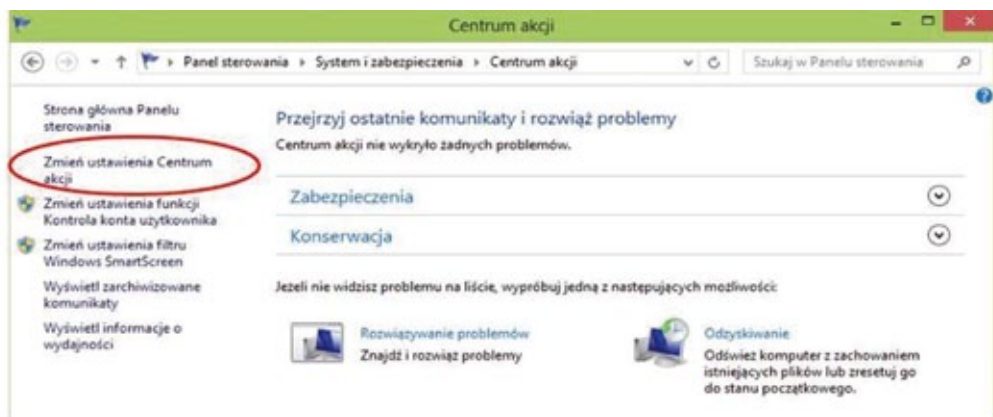 Centrum akcji
Panel sterowania ▸ System i zabezpieczenia ▸ Centrum akcji
Szukaj w Panelu sterowania
Strona główna Panelu
sterowania
Zmień ustawienia Centrum
akcji
Zmień ustawienia funkcji
Kontrola konta użytkownika
Zmień ustawienia filtru
Windows SmartScreen
Wyświetl zarchiwizowane
komunikaty
Wyświetl informacje o
wydajności
Przejrzyj ostatnie komunikaty i rozwiąż problemy
Centrum akcji nie wykryło żadnych problemów.
Zabezpieczenia
Konserwacja
Jeżeli nie widzisz problemu na liście, wypróbuj jedną z następujących możliwości:
Rozwiązywanie problemów
Znajdź i rozwiąż problemy
Odzyskiwanie
Odśwież komputer z zachowaniem
istniejących plików lub zresetuj go
do stanu początkowego.